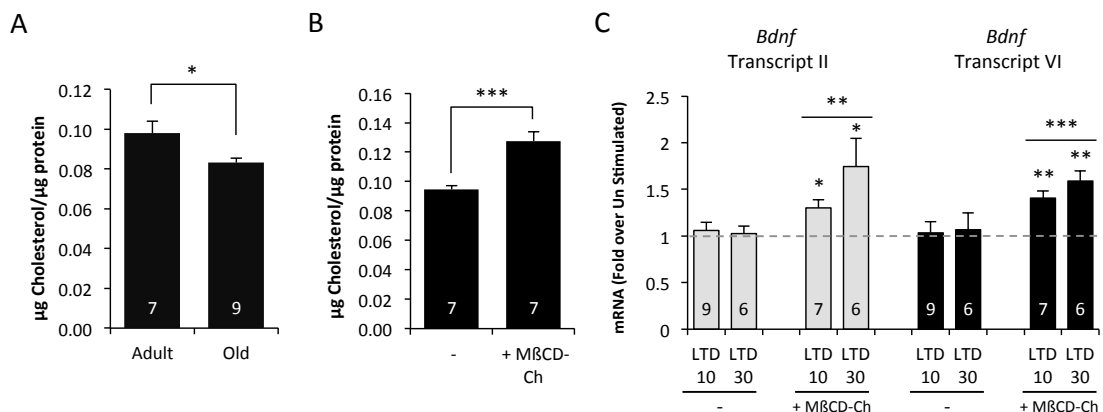 A
*
µg Cholesterol/µg protein
0.12
0.10
0.08
0.06
0.04
0.02
0.00
7
9
Adult
Old
B
***
µg Cholesterol/µg protein
0.16
0.14
0.12
0.10
0.08
0.06
0.04
0.02
0.00
7
7
-
+ MßCD-
Ch
C
Bdnf
Transcript II
Bdnf
Transcript VI
mRNA (Fold over Un Stimulated)
2.5
2
1.5
1
0.5
0
**
*
*
***
**
**
9
6
7
6
9
6
7
6
LTD LTD LTD LTD LTD LTD LTD LTD
10 30 10 30 10 30 10 30
- + MßCD-Ch - + MßCD-Ch